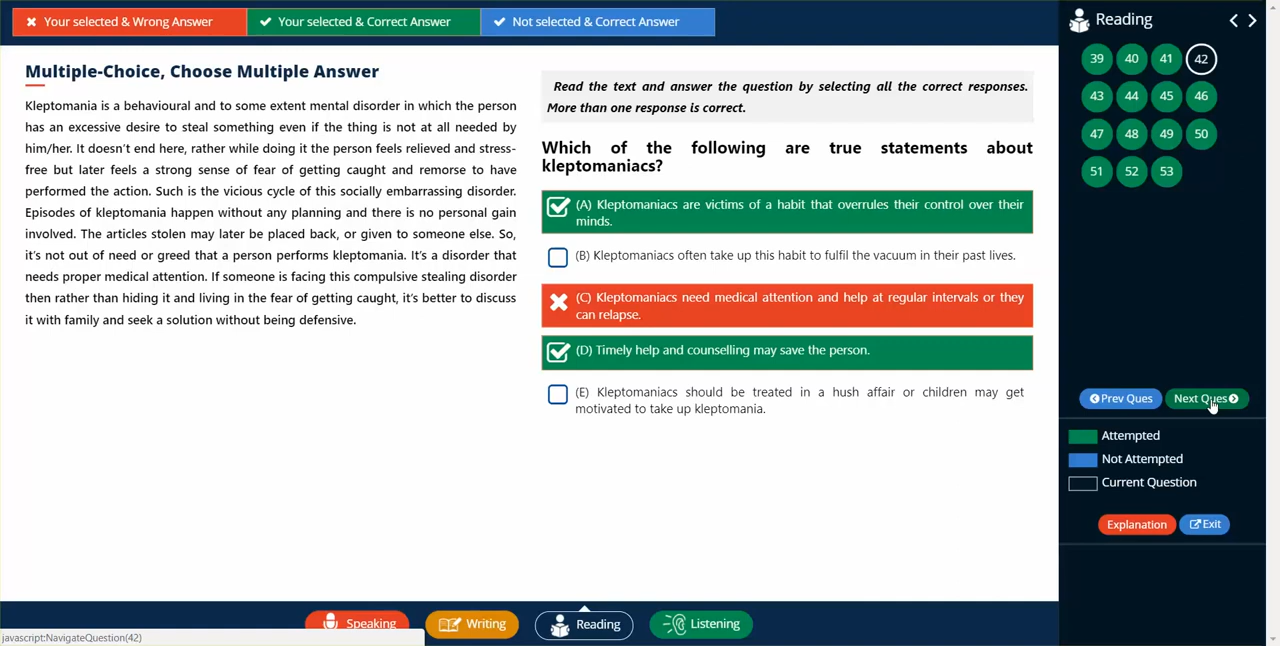 Your selected & Wrong Answer
Your selected & Correct Answer
Not selected & Correct Answer
Multiple-Choice, Choose Multiple Answer
Kleptomania is a behavioural and to some extent mental disorder in which the person
has an excessive desire to steal something even if the thing is not at all needed by
him/her. It doesn't end here, rather while doing it the person feels relieved and stress-
free but later feels a strong sense of fear of getting caught and remorse to have
performed the action. Such is the vicious cycle of this socially embarrassing disorder.
Episodes of kleptomania happen without any planning and there is no personal gain
involved. The articles stolen may later be placed back, or given to someone else. So,
it's not out of need or greed that a person performs kleptomania. It's a disorder that
needs proper medical attention. If someone is facing this compulsive stealing disorder
then rather than hiding it and living in the fear of getting caught, it's better to discuss
it with family and seek a solution without being defensive.
Read the text and answer the question by selecting all the correct responses.
More than one response is correct.
Which of the following are true statements about
kleptomaniacs?
(A) Kleptomaniacs are victims of a habit that overrules their control over their
minds.
(B) Kleptomaniacs often take up this habit to fulfil the vacuum in their past lives.
(C) Kleptomaniacs need medical attention and help at regular intervals or they
can relapse.
(D) Timely help and counselling may save the person.
(E) Kleptomaniacs should be treated in a hush affair or children may get
motivated to take up kleptomania.
Reading
39 40 41 42
43 44 45 46
47 48 49 50
51 52 53
Prev Ques
Next Ques
Attempted
Not Attempted
Current Question
Explanation
Exit
Speaking
Writing
Reading
Listening
javascript:NavigateQuestion(42)